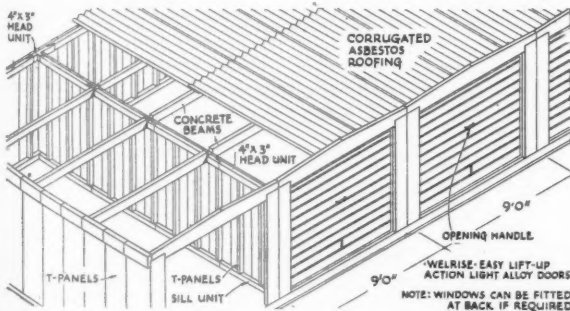 4"X 3"
HEAD
UNIT
CORRUGATED
ASBESTOS
ROOFING
CONCRETE
BEAMS
4"X 3"
HEAD UNIT
9'0"
OPENING HANDLE
T-PANELS
T-PANELS
SILL UNIT
9'0"
·WELRISE·EASY LIFT-UP
ACTION LIGHT ALLOY DOORS
NOTE: WINDOWS CAN BE FITTED
AT BACK IF REQUIRED